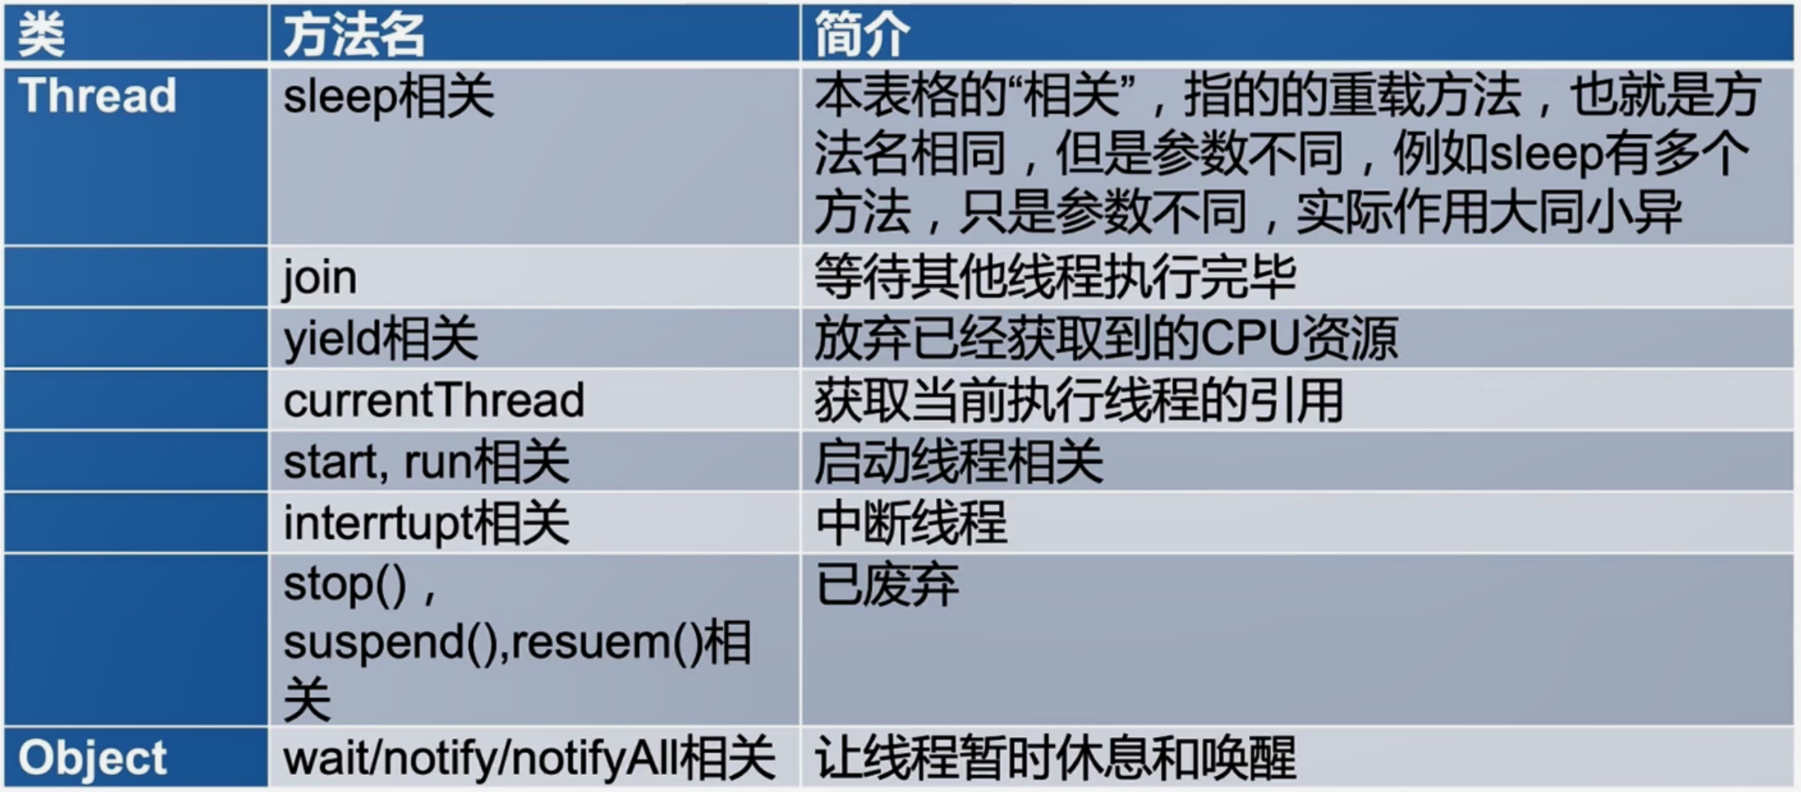 类 方法名 简介
Thread sleep相关 本表格的“相关”，指的的重载方法，也就是方
法名相同，但是参数不同，例如sleep有多个
方法，只是参数不同，实际作用大同小异
join 等待其他线程执行完毕
yield相关 放弃已经获取到的CPU资源
currentThread 获取当前执行线程的引用
start, run相关 启动线程相关
interrtupt相关 中断线程
stop()， 已废弃
suspend(),resuem()相
关
Object wait/notify/notifyAll相关 让线程暂时休息和唤醒